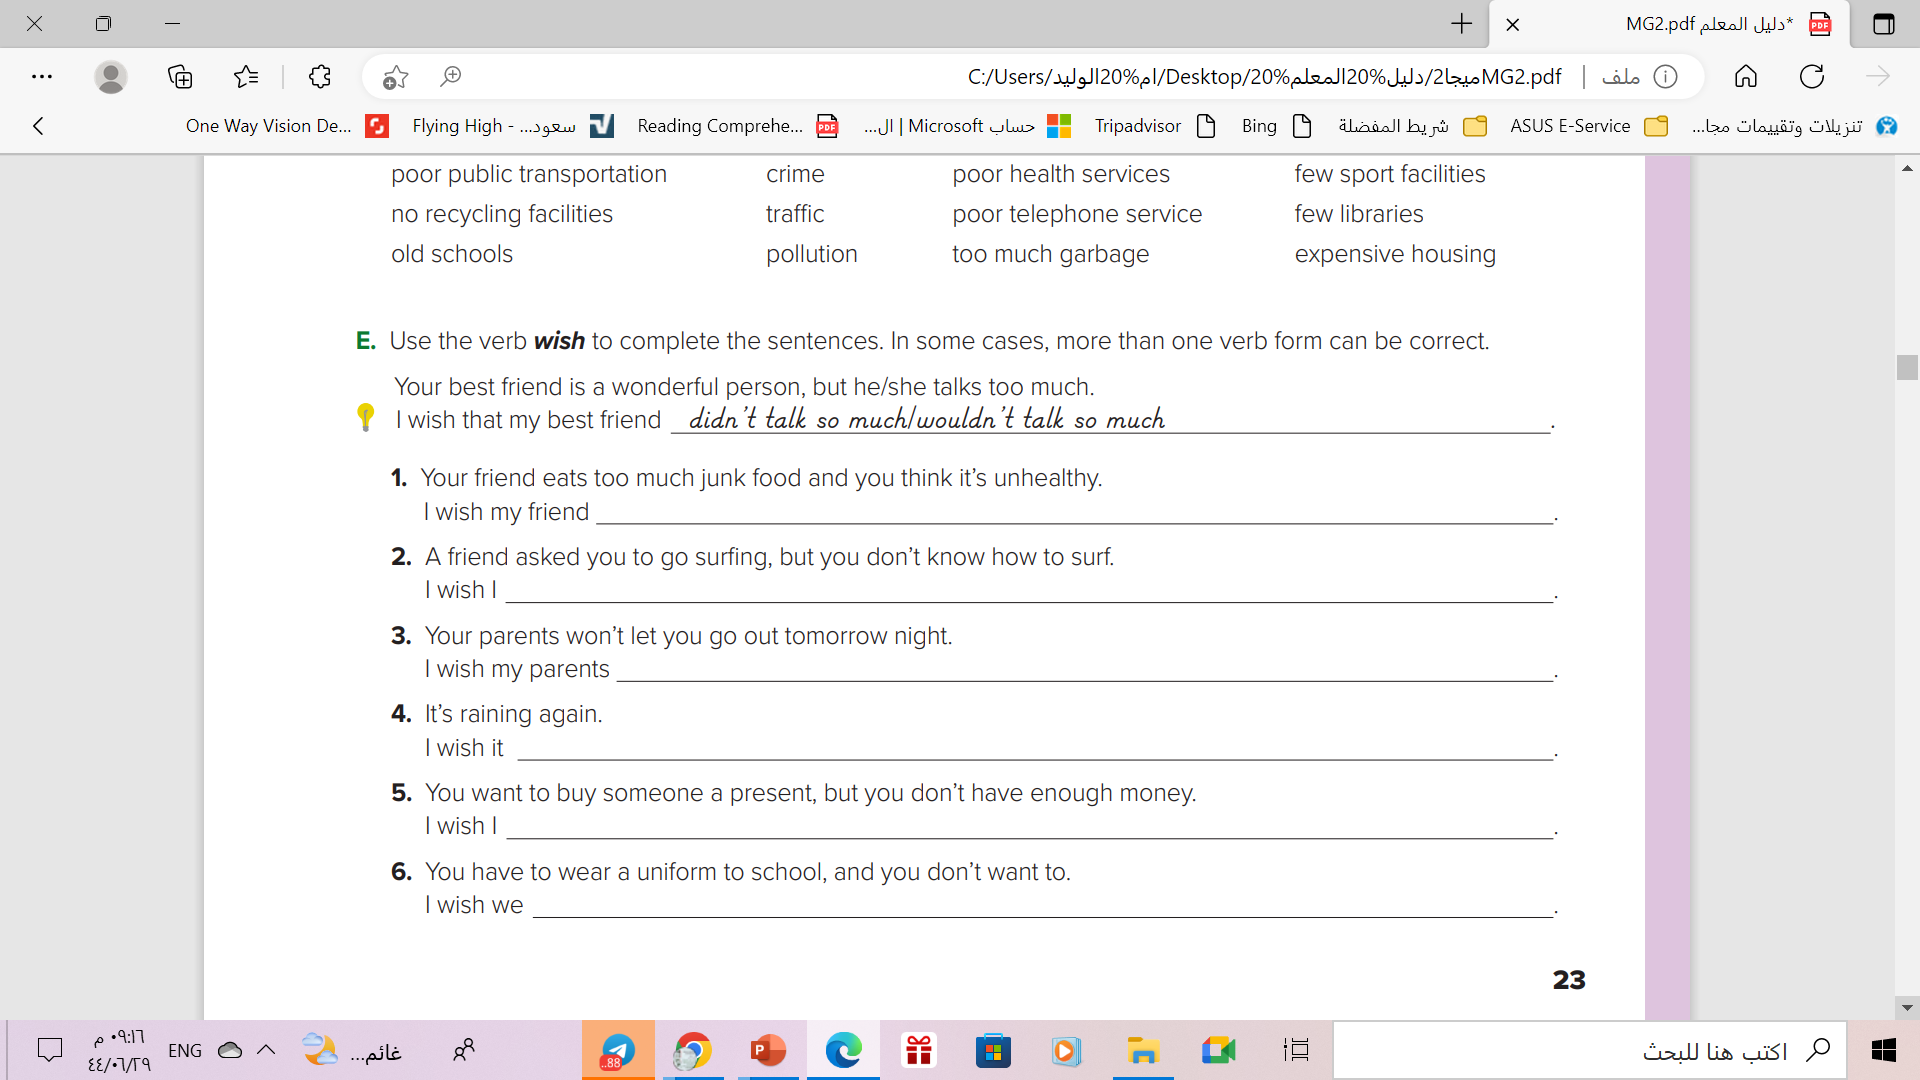 *دليل المعلم MG2.pdf
ملف
C:/Users/ام%20الوليد/Desktop/ميجا2/دليل%20المعلم%20MG2.pdf
تنزيلات وتقييمات مجا...
ASUS E-Service
شريط المفضلة
Bing
Tripadvisor
حساب Microsoft | ال...
Reading Comprehe...
Flying High - سعود...
One Way Vision De...
poor public transportation crime poor health services few sport facilities
no recycling facilities traffic poor telephone service few libraries
old schools pollution too much garbage expensive housing
E. Use the verb wish to complete the sentences. In some cases, more than one verb form can be correct.
Your best friend is a wonderful person, but he/she talks too much.
I wish that my best friend didn't talk so much/wouldn't talk so much.
1. Your friend eats too much junk food and you think it's unhealthy.
I wish my friend .
2. A friend asked you to go surfing, but you don't know how to surf.
I wish I .
3. Your parents won't let you go out tomorrow night.
I wish my parents .
4. It's raining again.
I wish it .
5. You want to buy someone a present, but you don't have enough money.
I wish I .
6. You have to wear a uniform to school, and you don't want to.
I wish we .
23
اكتب هنا للبحث
88..
غائم...
ENG
٠٩:١٦ م
٤٤/٠٦/٢٩